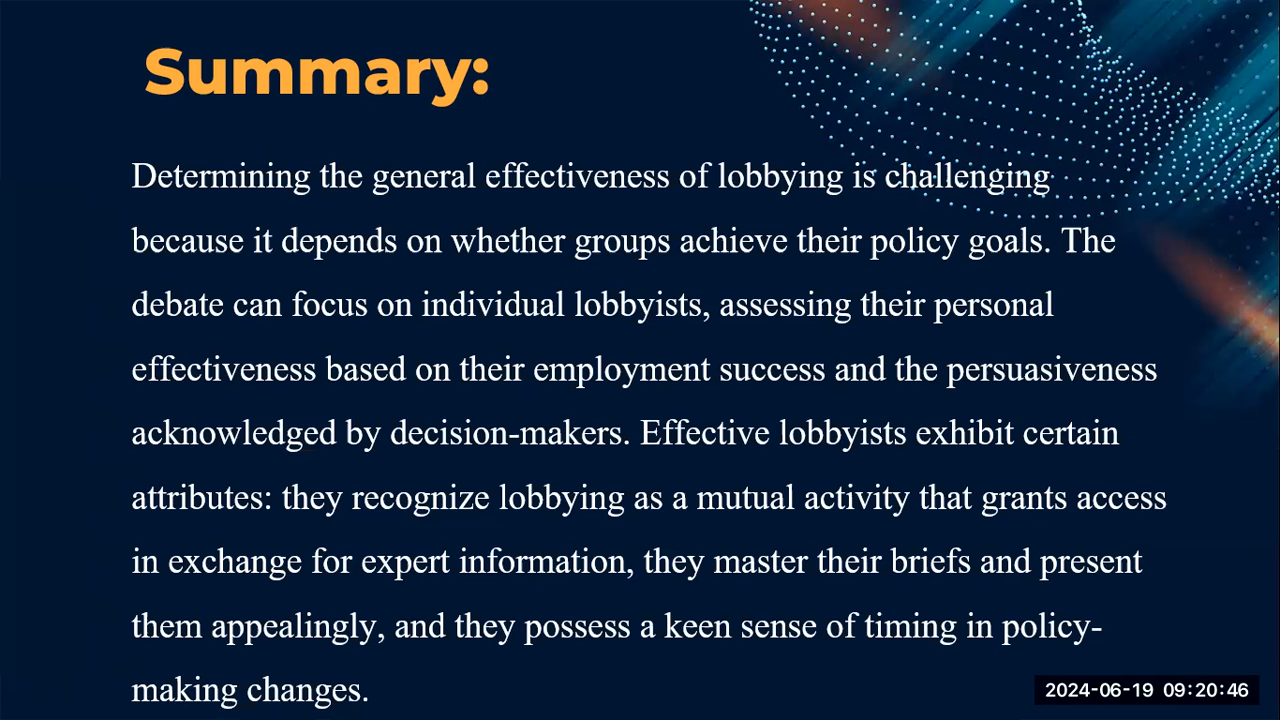 Summary:
Determining the general effectiveness of lobbying is challenging
because it depends on whether groups achieve their policy goals. The
debate can focus on individual lobbyists, assessing their personal
effectiveness based on their employment success and the persuasiveness
acknowledged by decision-makers. Effective lobbyists exhibit certain
attributes: they recognize lobbying as a mutual activity that grants access
in exchange for expert information, they master their briefs and present
them appealingly, and they possess a keen sense of timing in policy-
making changes.
2024-06-19 09:20:46